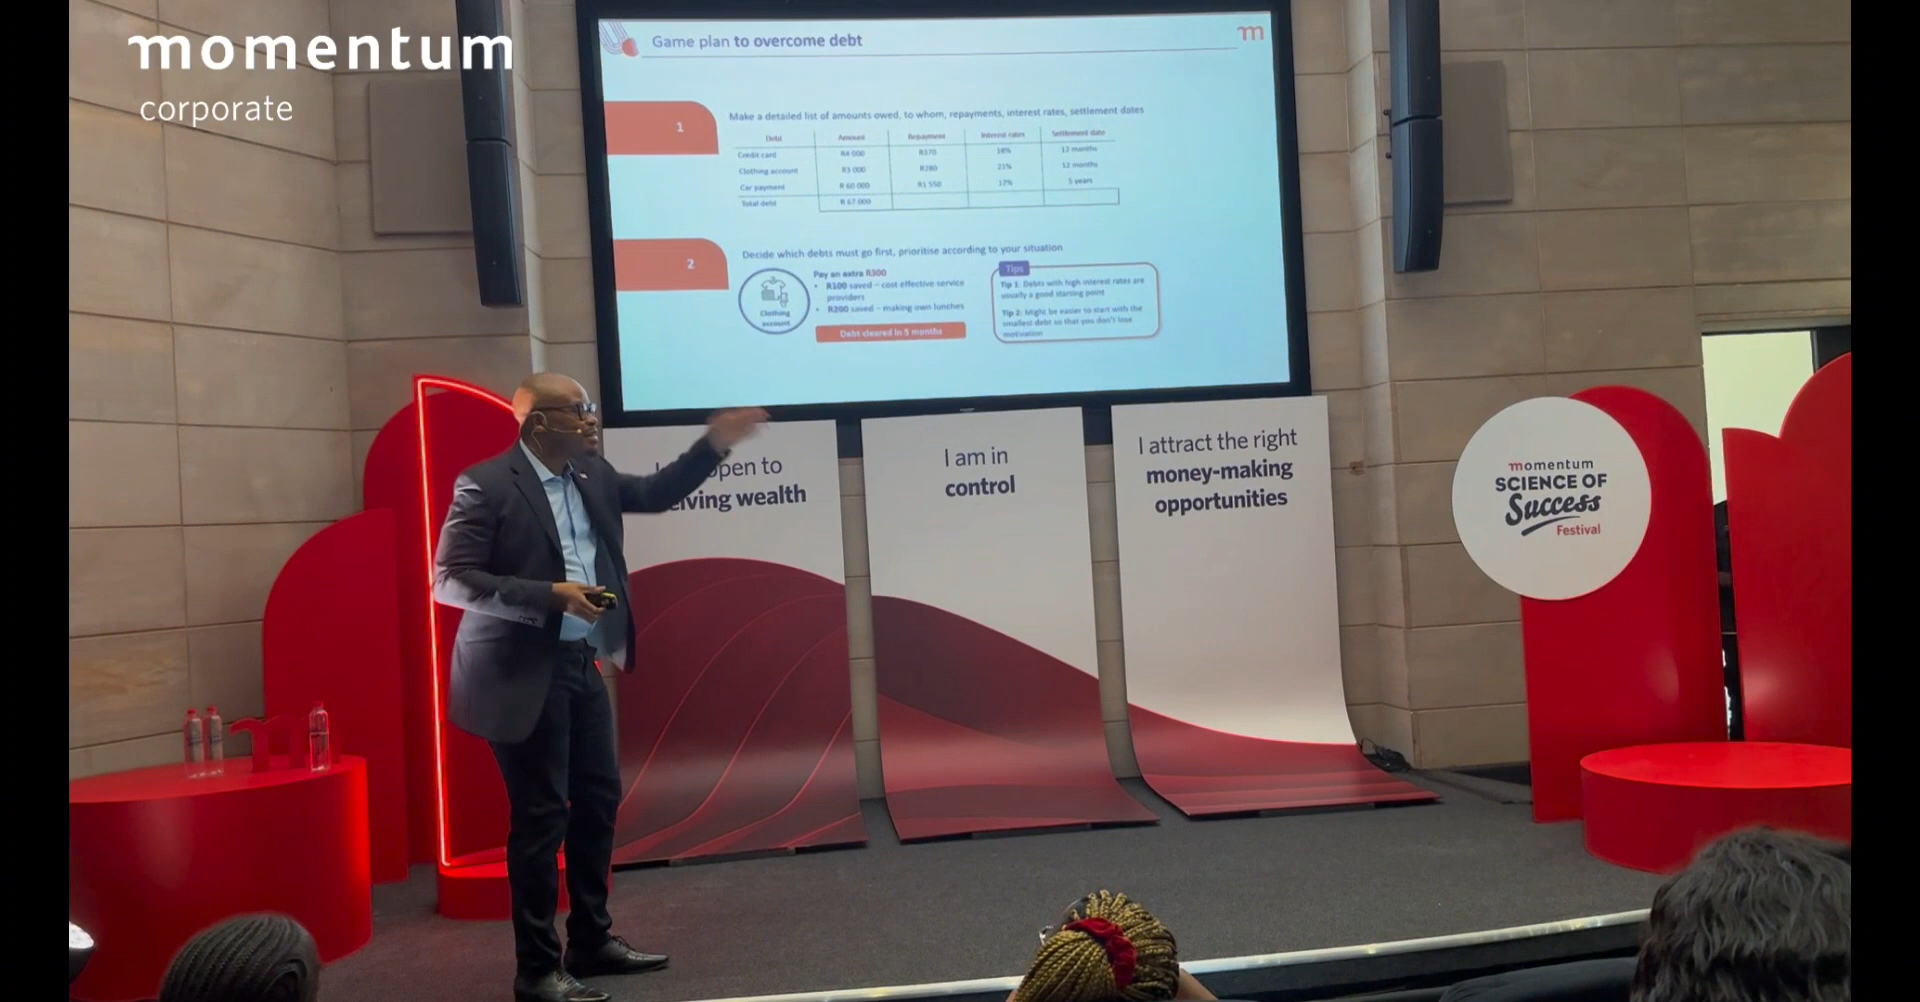 momentum
corporate
Game plan to overcome debt
m
1
Make a detailed list of amounts owed, to whom, repayments, interest rates, settlement dates
Debt Amount Repayment Interest rates Settlement date
Credit card R4 000 R370 18% 12 months
Clothing account R3 000 R280 21% 12 months
Car payment R 60 000 R1 550 12% 5 years
Total debt R 67 000
2
Decide which debts must go first, prioritise according to your situation
Clothing
account
Pay an extra R300
• R100 saved – cost effective service
providers
• R200 saved – making own lunches
Debt cleared in 5 months
Tips
Tip 1: Debts with high interest rates are
usually a good starting point
Tip 2: Might be easier to start with the
smallest debt so that you don't lose
motivation
open to
wealth
I am in
control
I attract the right
money-making
opportunities
momentum
SCIENCE OF
Success
Festival
m